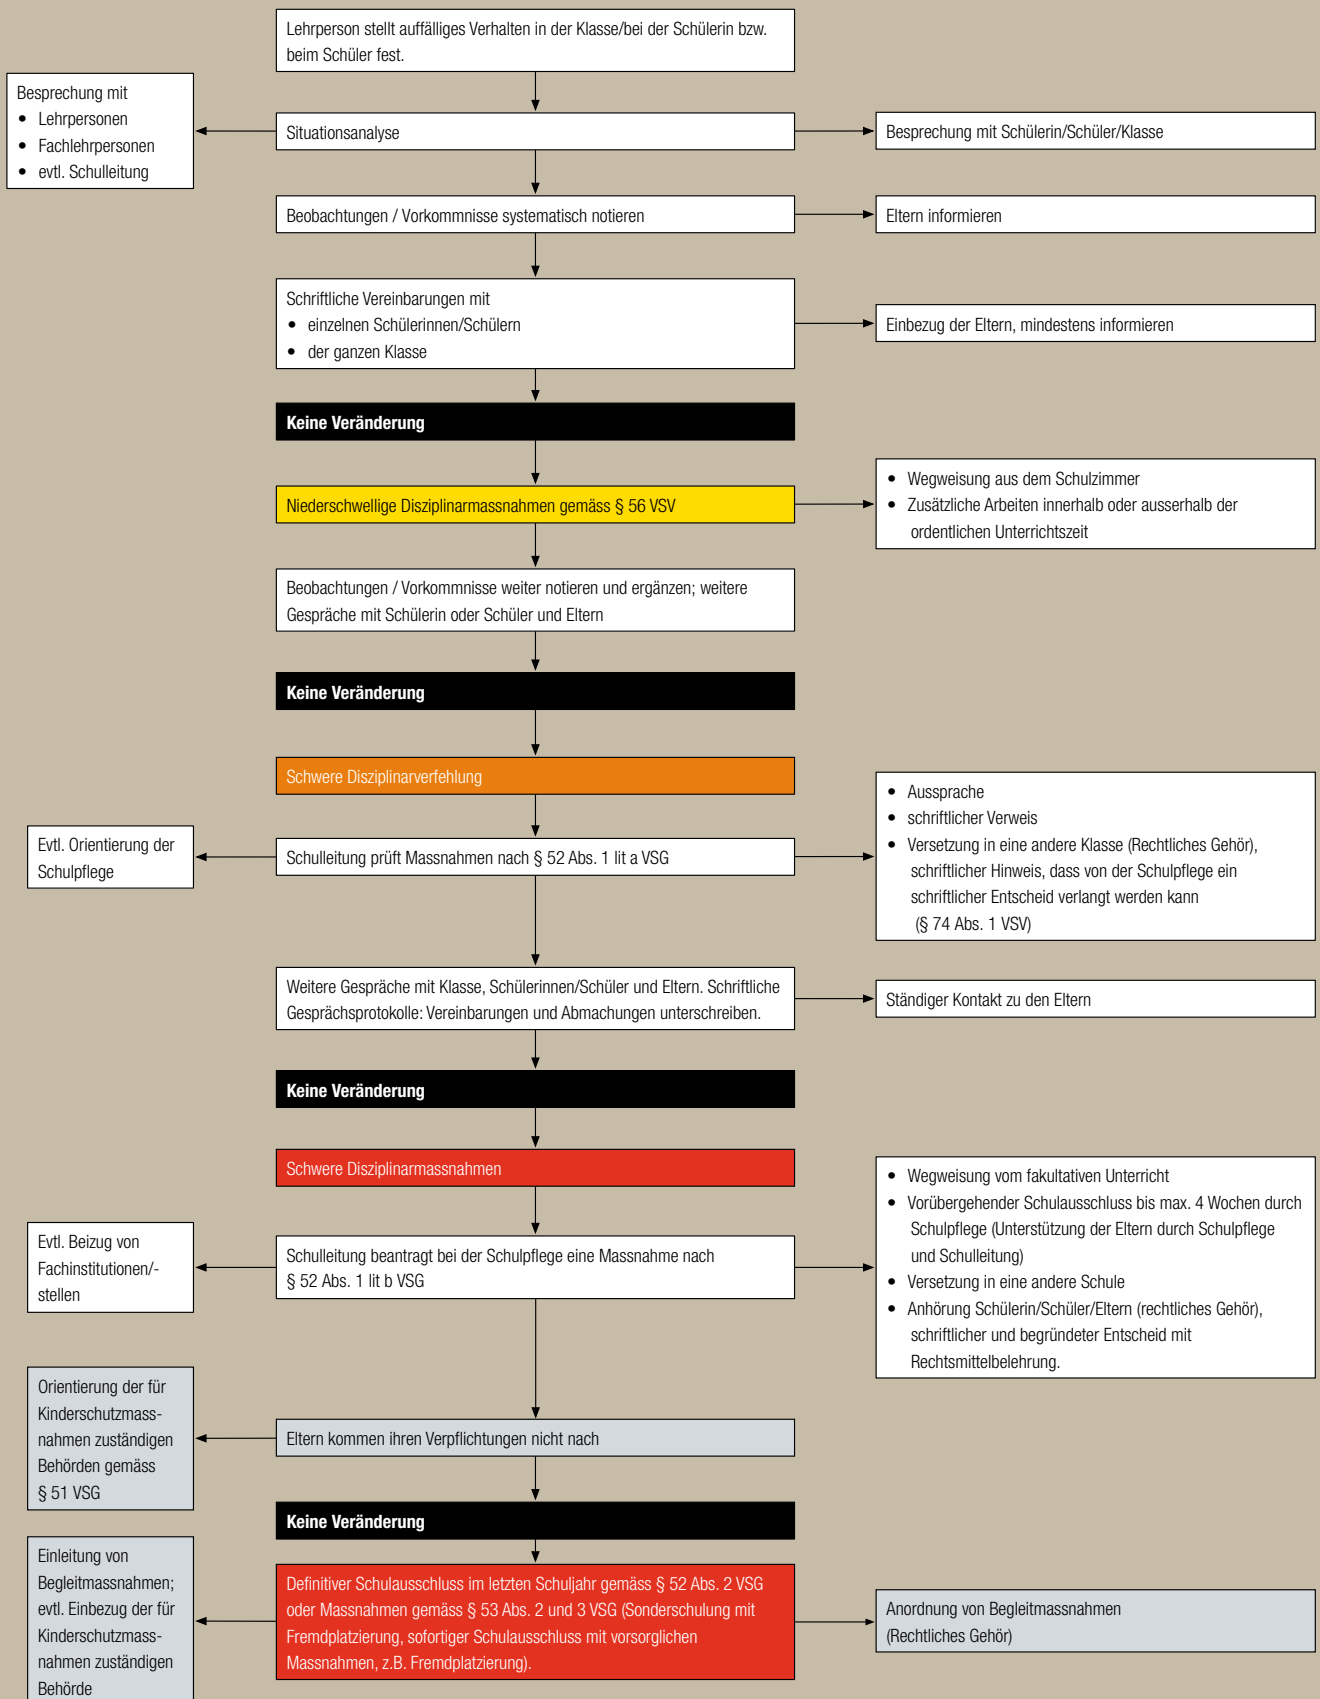 Lehrperson stellt auffälliges Verhalten in der Klasse/bei der Schülerin bzw.
beim Schüler fest.
Besprechung mit
• Lehrpersonen
• Fachlehrpersonen
• evtl. Schulleitung
Situationsanalyse
Besprechung mit Schülerin/Schüler/Klasse
Beobachtungen / Vorkommnisse systematisch notieren
Eltern informieren
Schriftliche Vereinbarungen mit
• einzelnen Schülerinnen/Schülern
• der ganzen Klasse
Einbezug der Eltern, mindestens informieren
Keine Veränderung
Niederschwellige Disziplinarmassnahmen gemäss § 56 VSV
• Wegweisung aus dem Schulzimmer
• Zusätzliche Arbeiten innerhalb oder ausserhalb der
ordentlichen Unterrichtszeit
Beobachtungen / Vorkommnisse weiter notieren und ergänzen; weitere
Gespräche mit Schülerin oder Schüler und Eltern
Keine Veränderung
Schwere Disziplinarverfehlung
Evtl. Orientierung der
Schulpflege
Schulleitung prüft Massnahmen nach § 52 Abs. 1 lit a VSG
• Aussprache
• schriftlicher Verweis
• Versetzung in eine andere Klasse (Rechtliches Gehör),
schriftlicher Hinweis, dass von der Schulpflege ein
schriftlicher Entscheid verlangt werden kann
(§ 74 Abs. 1 VSV)
Weitere Gespräche mit Klasse, Schülerinnen/Schüler und Eltern. Schriftliche
Gesprächsprotokolle: Vereinbarungen und Abmachungen unterschreiben.
Ständiger Kontakt zu den Eltern
Keine Veränderung
Schwere Disziplinarmassnahmen
Evtl. Beizug von
Fachinstitutionen/-
stellen
Schulleitung beantragt bei der Schulpflege eine Massnahme nach
§ 52 Abs. 1 lit b VSG
• Wegweisung vom fakultativen Unterricht
• Vorübergehender Schulausschluss bis max. 4 Wochen durch
Schulpflege (Unterstützung der Eltern durch Schulpflege
und Schulleitung)
• Versetzung in eine andere Schule
• Anhörung Schülerin/Schüler/Eltern (rechtliches Gehör),
schriftlicher und begründeter Entscheid mit
Rechtsmittelbelehrung.
Orientierung der für
Kinderschutzmass-
nahmen zuständigen
Behörden gemäss
§ 51 VSG
Eltern kommen ihren Verpflichtungen nicht nach
Keine Veränderung
Einleitung von
Begleitmassnahmen;
evtl. Einbezug der für
Kinderschutzmass-
nahmen zuständigen
Behörde
Definitiver Schulausschluss im letzten Schuljahr gemäss § 52 Abs. 2 VSG
oder Massnahmen gemäss § 53 Abs. 2 und 3 VSG (Sonderschulung mit
Fremdplatzierung, sofortiger Schulausschluss mit vorsorglichen
Massnahmen, z.B. Fremdplatzierung).
Anordnung von Begleitmassnahmen
(Rechtliches Gehör)